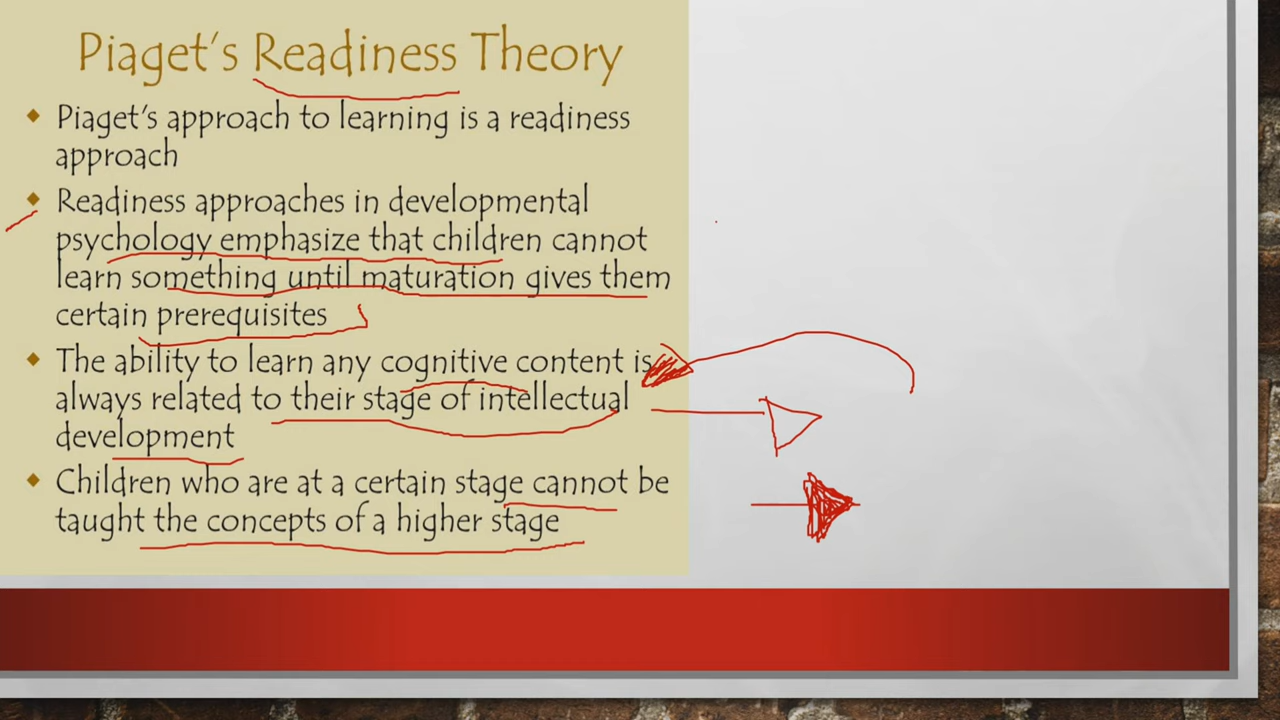 Piaget's Readiness Theory
◆ Piaget's approach to learning is a readiness
approach
◆ Readiness approaches in developmental
psychology emphasize that children cannot
learn something until maturation gives them
certain prerequisites
◆ The ability to learn any cognitive content is
always related to their stage of intellectual
development
◆ Children who are at a certain stage cannot be
taught the concepts of a higher stage